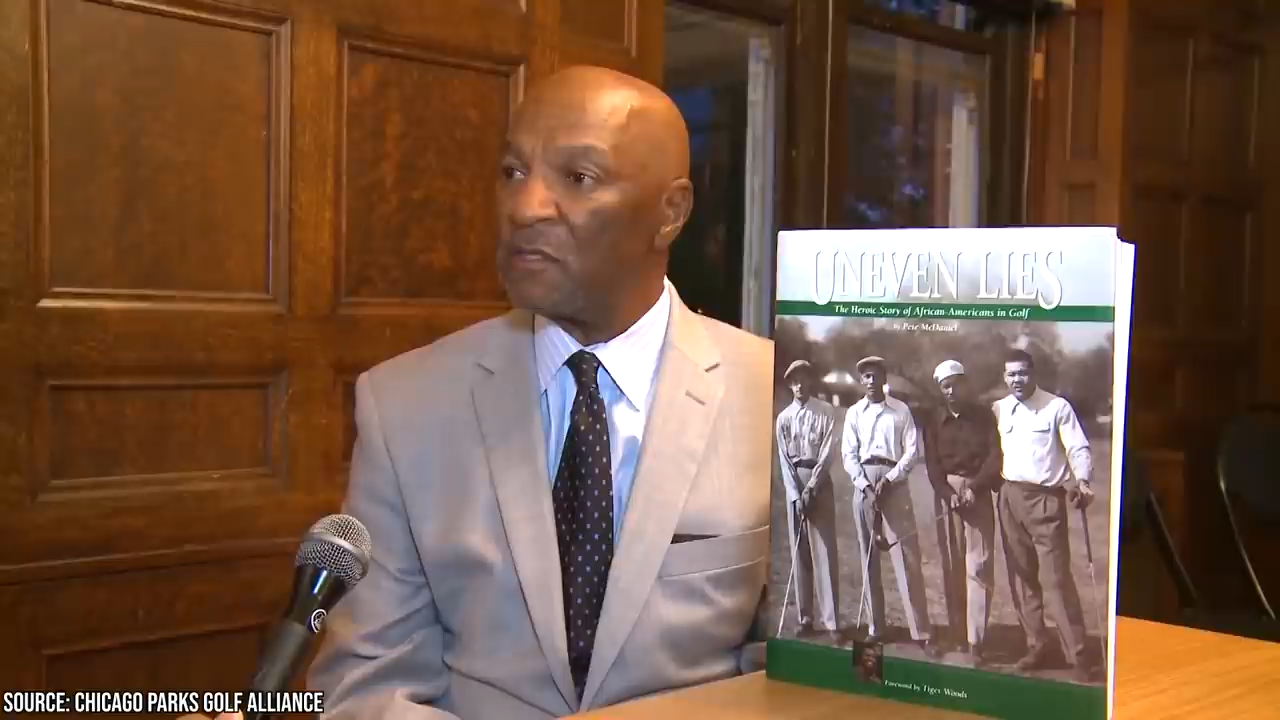 UNEVEN LIES
The Heroic Story of African-Americans in Golf
by Pete McDaniel
Foreword by Tiger Woods
SOURCE: CHICAGO PARKS GOLF ALLIANCE